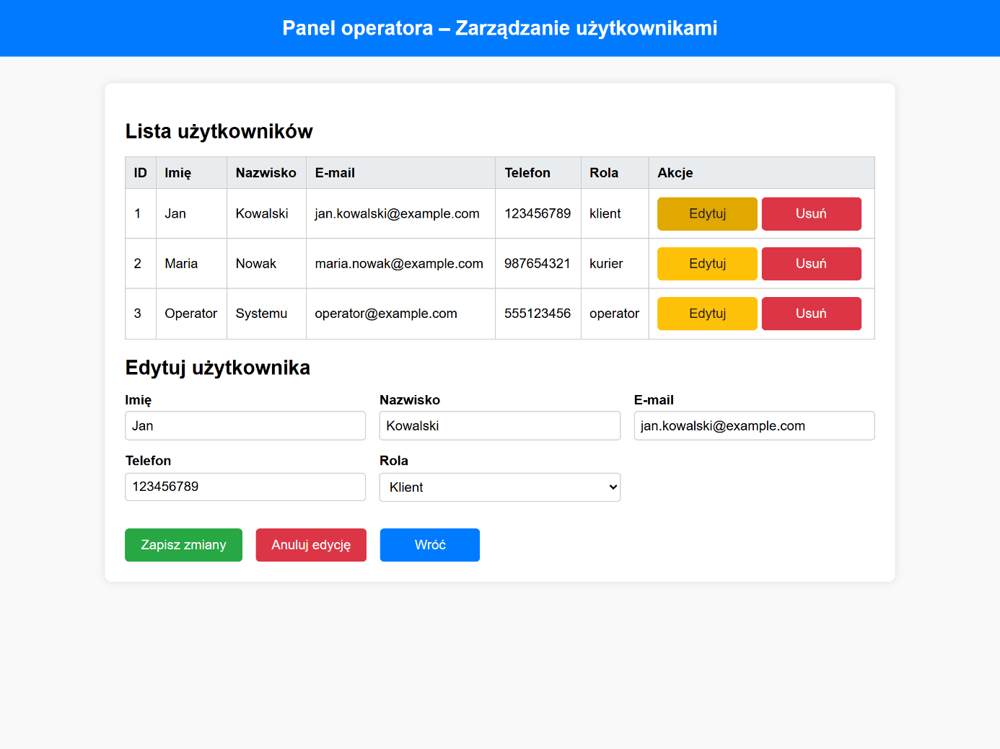 Panel operatora – Zarządzanie użytkownikami
Lista użytkowników
ID Imię Nazwisko E-mail Telefon Rola Akcje
1 Jan Kowalski jan.kowalski@example.com 123456789 klient Edytuj Usuń
2 Maria Nowak maria.nowak@example.com 987654321 kurier Edytuj Usuń
3 Operator Systemu operator@example.com 555123456 operator Edytuj Usuń
Edytuj użytkownika
Imię Nazwisko E-mail
Jan Kowalski jan.kowalski@example.com
Telefon Rola
123456789 Klient
Zapisz zmiany Anuluj edycję Wróć